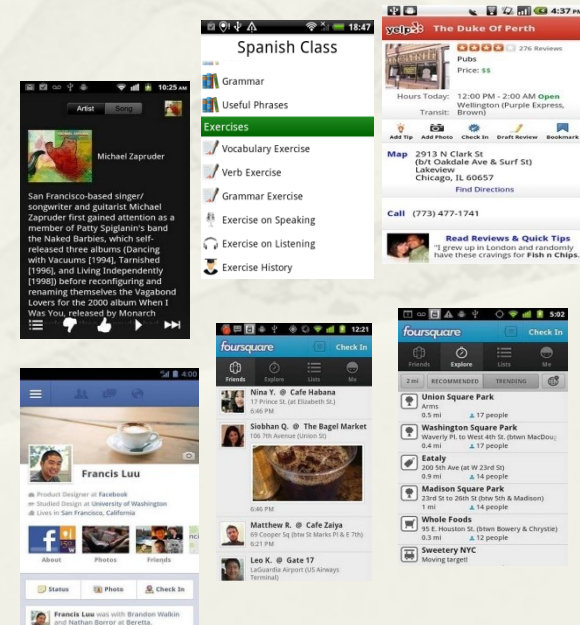 10:25 AM
Artist Song
Michael Zapruder
San Francisco-based singer/
songwriter and guitarist Michael
Zapruder first gained attention as a
member of Patty Spiglanin's band
the Naked Barbies, which self-
released three albums (Dancing
with Vacuums [1994], Tarnished
[1996], and Living Independently
[1998]) before reconfiguring and
renaming themselves the Vagabond
Lovers for the 2000 album When I
Was You, released by Monarch
18:47
Spanish Class
Grammar
Useful Phrases
Exercises
Vocabulary Exercise
Verb Exercise
Grammar Exercise
Exercise on Speaking
Exercise on Listening
Exercise History
4:37 PM
yelp The Duke Of Perth
276 Reviews
Pubs
Price: $$
Hours Today: 12:00 PM - 2:00 AM Open
Transit: Wellington (Purple Express,
Brown)
Add Tip Add Photo Check In Draft Review Bookmark
Map 2913 N Clark St
(b/t Oakdale Ave & Surf St)
Lakeview
Chicago, IL 60657
Find Directions
Call (773) 477-1741
Read Reviews & Quick Tips
"I grew up in London and randomly
have these cravings for Fish n Chips.
4:00
Francis Luu
Product Designer at Facebook
Studied Design at University of Washington
Lives in San Francisco, California
About Photos Friends
Status Photo Check In
Francis Luu was with Brandon Walkin
and Nathan Borror at Beretta.
12:21
foursquare Check In
Friends Explore Lists Me
Nina Y. @ Cafe Habana
17 Prince St. (at Elizabeth St.)
6:46 PM
Siobhan Q. @ The Bagel Market
106 7th Avenue (Union St)
6:46 PM
Matthew R. @ Cafe Zaiya
69 Cooper Sq (btw St Marks Pl & E 7th)
6:21 PM
Leo K. @ Gate 17
LaGuardia Airport (US Airways
Terminal)
5:02
foursquare Check In
Friends Explore Lists Me
2 mi RECOMMENDED TRENDING
Union Square Park
Arms
0.5 mi 17 people
Washington Square Park
Waverly Pl. to West 4th St. (btwn MacDoug
0.4 mi 17 people
Eataly
200 5th Ave (at W 23rd St)
0.9 mi 14 people
Madison Square Park
23rd St to 26th St (btw 5th & Madison)
1 mi 14 people
Whole Foods
95 E. Houston St. (btwn Bowery & Chrystie)
0.3 mi 12 people
Sweetery NYC
Moving target!